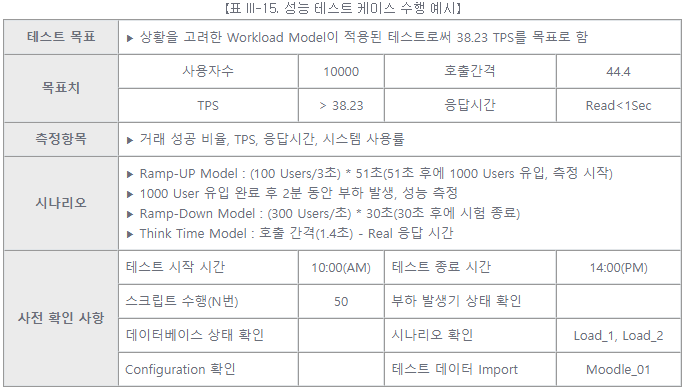 【표 Ⅲ-15. 성능 테스트 케이스 수행 예시】
테스트 목표
▶ 상황을 고려한 Workload Model이 적용된 테스트로써 38.23 TPS를 목표로 함
목표치
사용자수 10000 호출간격 44.4
TPS > 38.23 응답시간 Read<1Sec
측정항목
▶ 거래 성공 비율, TPS, 응답시간, 시스템 사용률
시나리오
▶ Ramp-UP Model : (100 Users/3초) * 51초(51초 후에 1000 Users 유입, 측정 시작)
▶ 1000 User 유입 완료 후 2분 동안 부하 발생, 성능 측정
▶ Ramp-Down Model : (300 Users/초) * 30초(30초 후에 시험 종료)
▶ Think Time Model : 호출 간격(1.4초) - Real 응답 시간
사전 확인 사항
테스트 시작 시간 10:00(AM) 테스트 종료 시간 14:00(PM)
스크립트 수행(N번) 50 부하 발생기 상태 확인
데이터베이스 상태 확인 시나리오 확인 Load_1, Load_2
Configuration 확인 테스트 데이터 Import Moodle_01